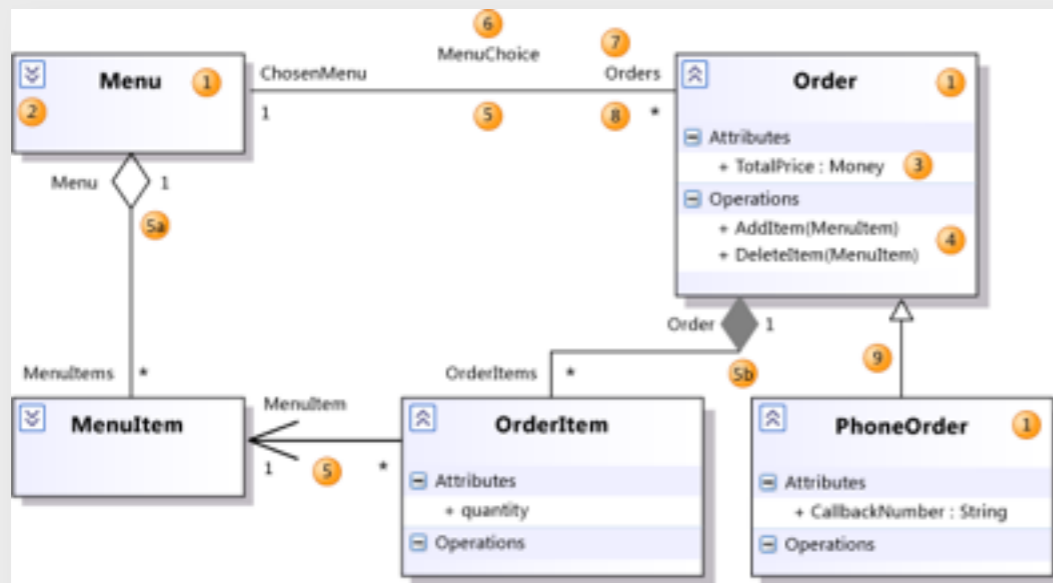 6
MenuChoice
7
Menu
1
2
ChosenMenu
Orders
1
5
8
*
Order
1
Attributes
+ TotalPrice : Money
3
Operations
+ AddItem(MenuItem)
+ DeleteItem(MenuItem)
4
Menu
1
5a
MenuItems
*
Order
1
5b
OrderItems
*
9
MenuItem
MenuItem
1
5
*
OrderItem
Attributes
+ quantity
Operations
PhoneOrder
1
Attributes
+ CallbackNumber : String
Operations